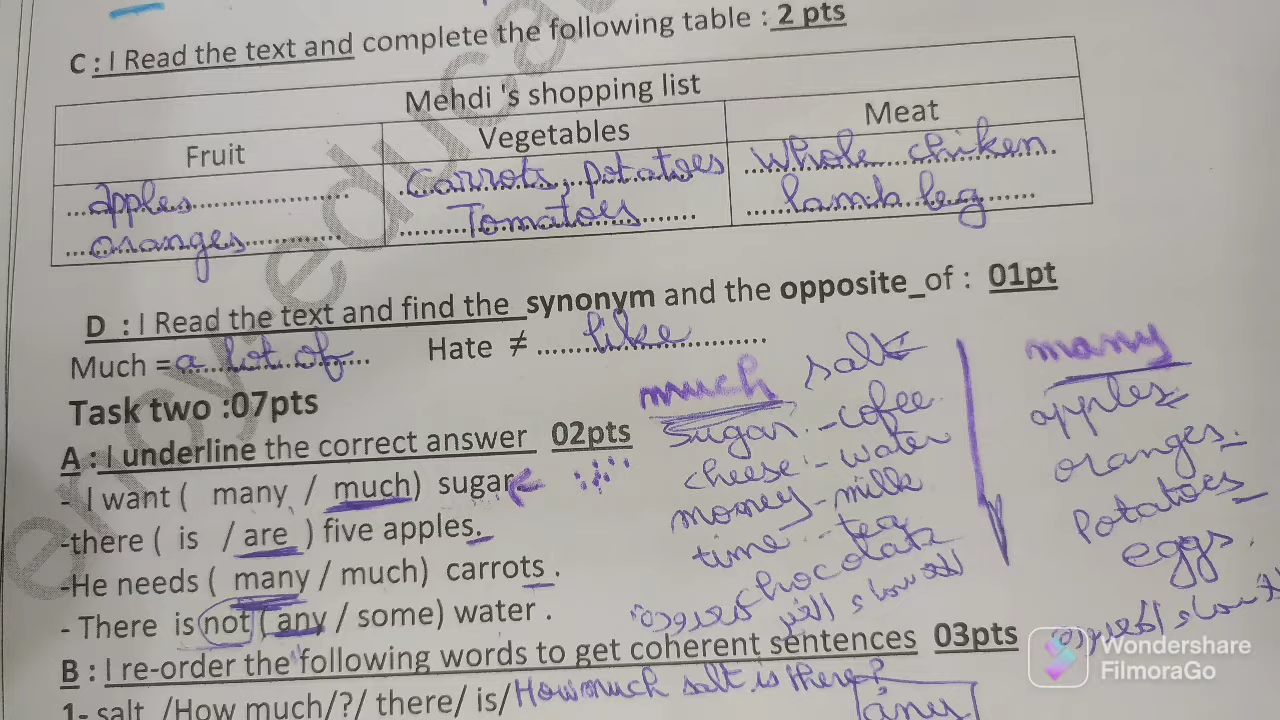 C : I Read the text and complete the following table : 2 pts
Mehdi 's shopping list
Fruit Vegetables Meat
apples Carrots, potatoes Whole chiken
oranges Tomatoes lamb leg
D : I Read the text and find the synonym and the opposite of : 01pt
Much = a lot of Hate ≠ like
Task two :07pts
A : I underline the correct answer 02pts
- I want ( many / much) sugar
-there ( is / are ) five apples.
-He needs ( many / much) carrots .
- There is not (any / some) water .
much salt
sugar - cofee
cheese - water
money - milk
time - tea
chocolate
many
apples
oranges
Potatoes
eggs.
B : I re-order the following words to get coherent sentences 03pts
1- salt /How much/?/ there/ is/ How much salt is there?
any
Wondershare
FilmoraGo